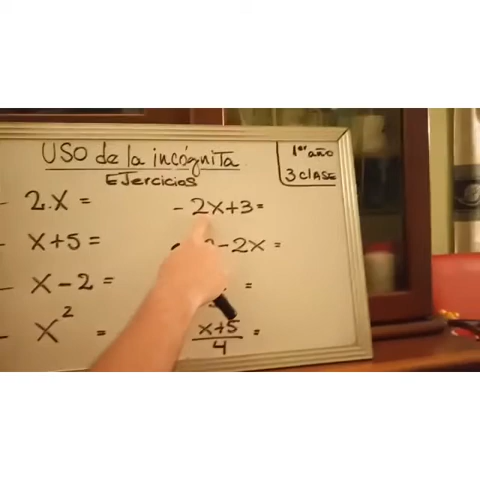 USO de la incógnita
Ejercicios
1er año
3 CLASE
- 2.X =
- X+5 =
- X-2 =
- X² =
- 2X+3=
-2X =
=
X+5
4
=